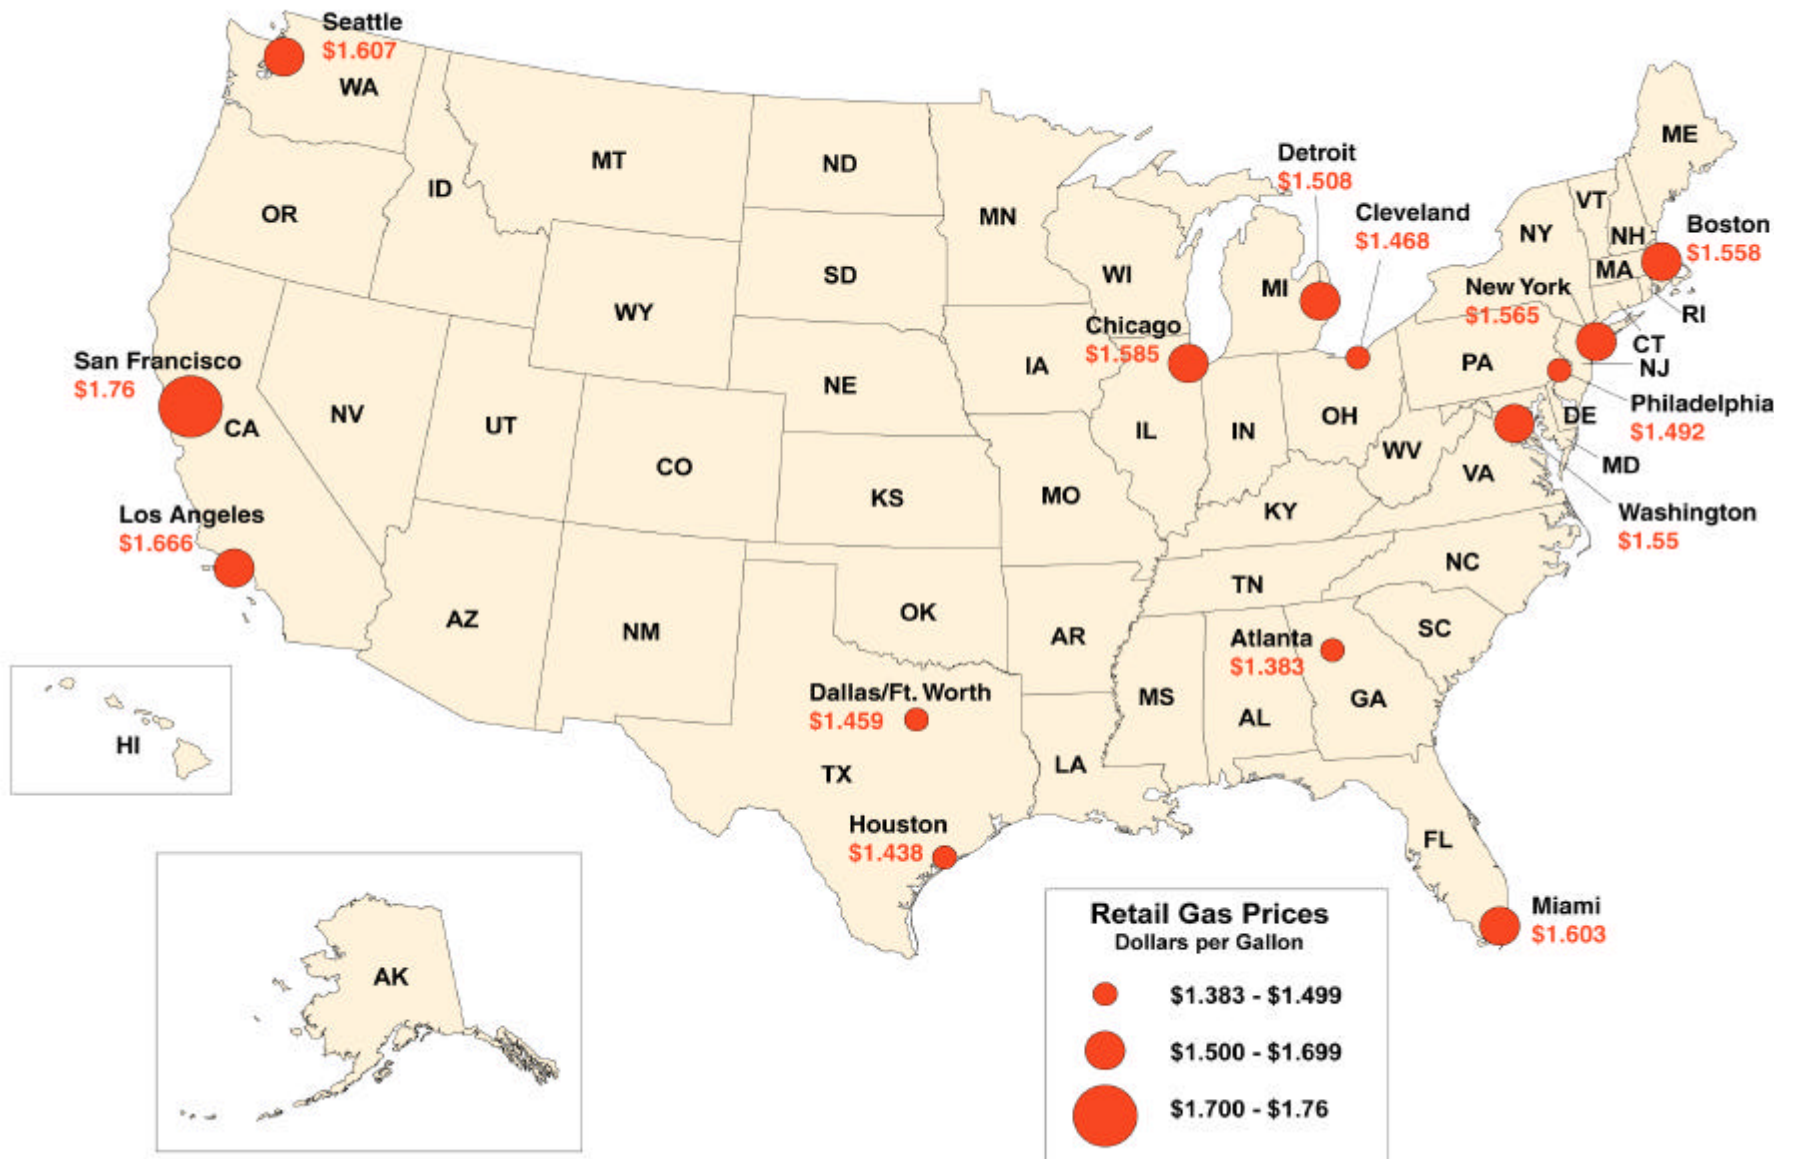 Seattle
$1.607
WA
ME
MT
ND
Detroit
$1.508
ID
VT
OR
MN
Cleveland
$1.468
NY
NH
Boston
$1.558
SD
WI
MI
MA
New York
$1.565
WY
RI
Chicago
$1.585
CT
NJ
San Francisco
$1.76
IA
PA
NE
Philadelphia
$1.492
NV
CA
UT
IL
IN
OH
DE
WV
MD
CO
VA
KS
MO
KY
Washington
$1.55
Los Angeles
$1.666
NC
TN
AZ
NM
OK
AR
SC
Atlanta
$1.383
Dallas/Ft. Worth
$1.459
MS
AL
GA
HI
TX
LA
Houston
$1.438
FL
Miami
$1.603
AK
Retail Gas Prices
Dollars per Gallon
$1.383 - $1.499
$1.500 - $1.699
$1.700 - $1.76